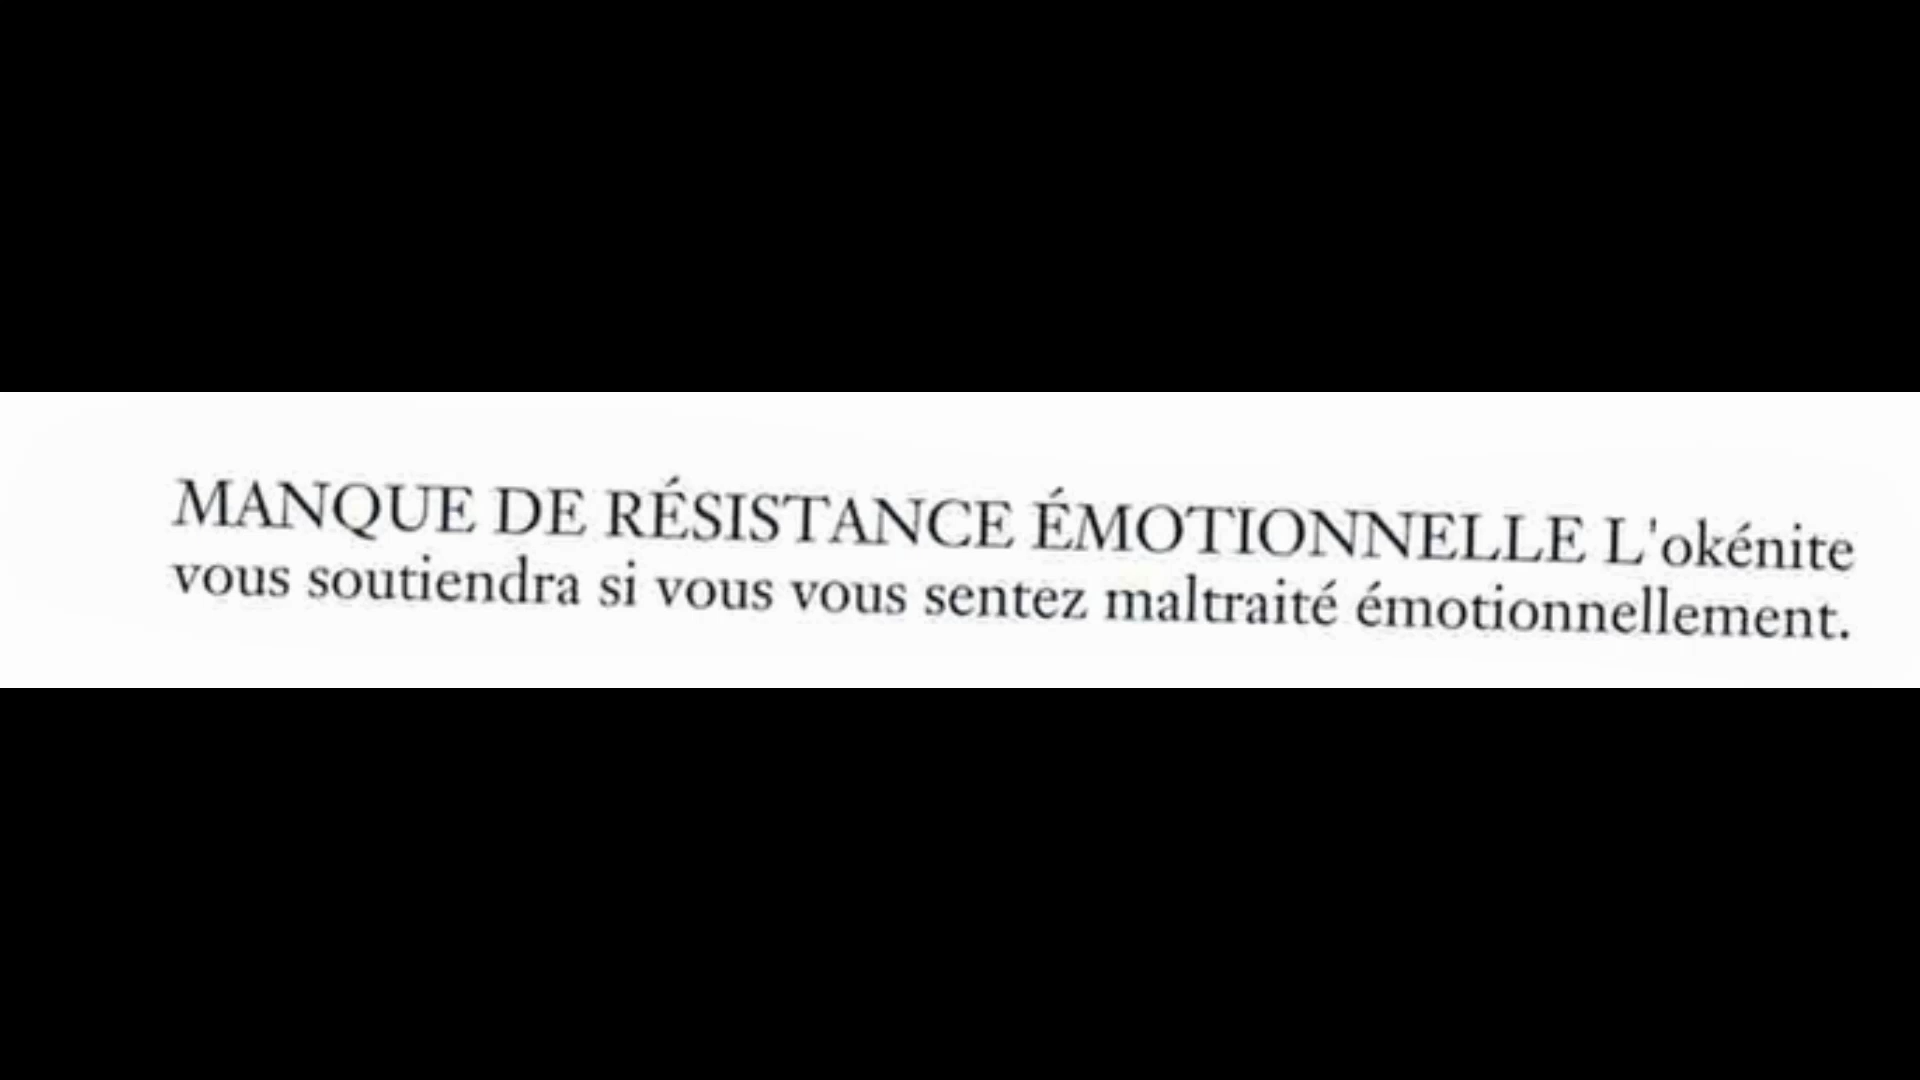 MANQUE DE RÉSISTANCE ÉMOTIONNELLE L'okénite
vous soutiendra si vous vous sentez maltraité émotionnellement.